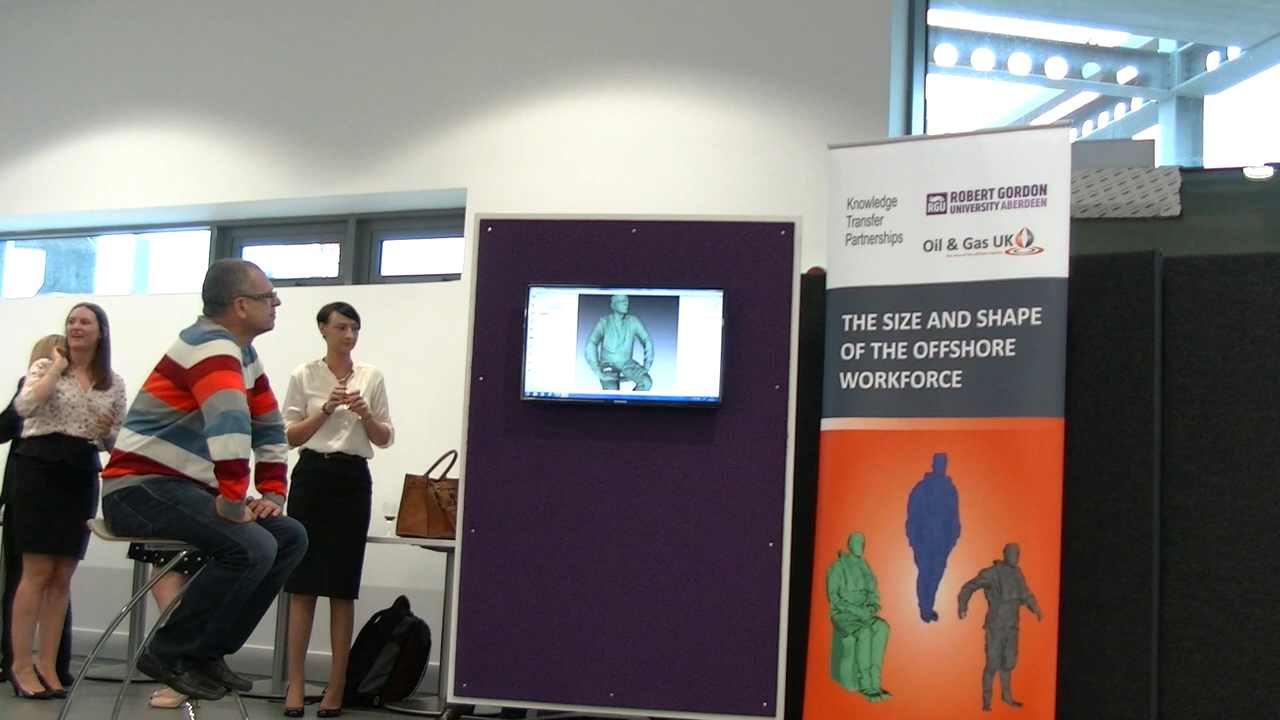 Knowledge
Transfer
Partnerships
RGU
ROBERT GORDON
UNIVERSITY ABERDEEN
Oil & Gas UK
THE SIZE AND SHAPE
OF THE OFFSHORE
WORKFORCE